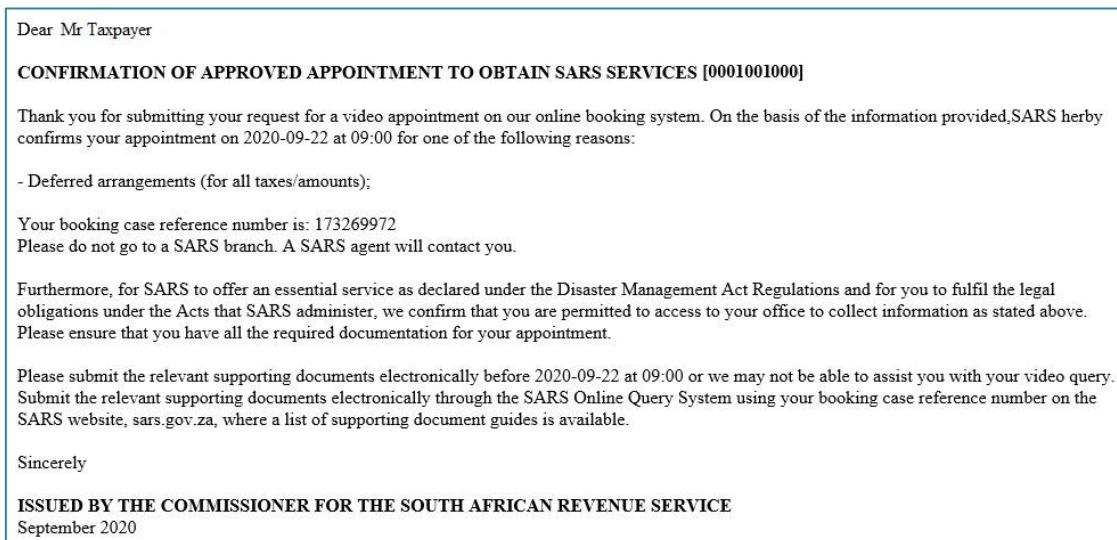 Dear Mr Taxpayer
CONFIRMATION OF APPROVED APPOINTMENT TO OBTAIN SARS SERVICES [0001001000]
Thank you for submitting your request for a video appointment on our online booking system. On the basis of the information provided,SARS herby
confirms your appointment on 2020-09-22 at 09:00 for one of the following reasons:
- Deferred arrangements (for all taxes/amounts);
Your booking case reference number is: 173269972
Please do not go to a SARS branch. A SARS agent will contact you.
Furthermore, for SARS to offer an essential service as declared under the Disaster Management Act Regulations and for you to fulfil the legal
obligations under the Acts that SARS administer, we confirm that you are permitted to access to your office to collect information as stated above.
Please ensure that you have all the required documentation for your appointment.
Please submit the relevant supporting documents electronically before 2020-09-22 at 09:00 or we may not be able to assist you with your video query.
Submit the relevant supporting documents electronically through the SARS Online Query System using your booking case reference number on the
SARS website, sars.gov.za, where a list of supporting document guides is available.
Sincerely
ISSUED BY THE COMMISSIONER FOR THE SOUTH AFRICAN REVENUE SERVICE
September 2020